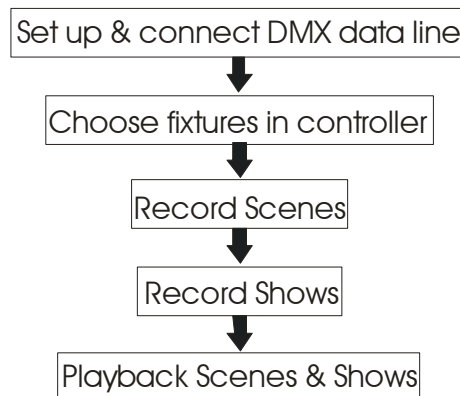 Set up & connect DMX data line
Choose fixtures in controller
Record Scenes
Record Shows
Playback Scenes & Shows